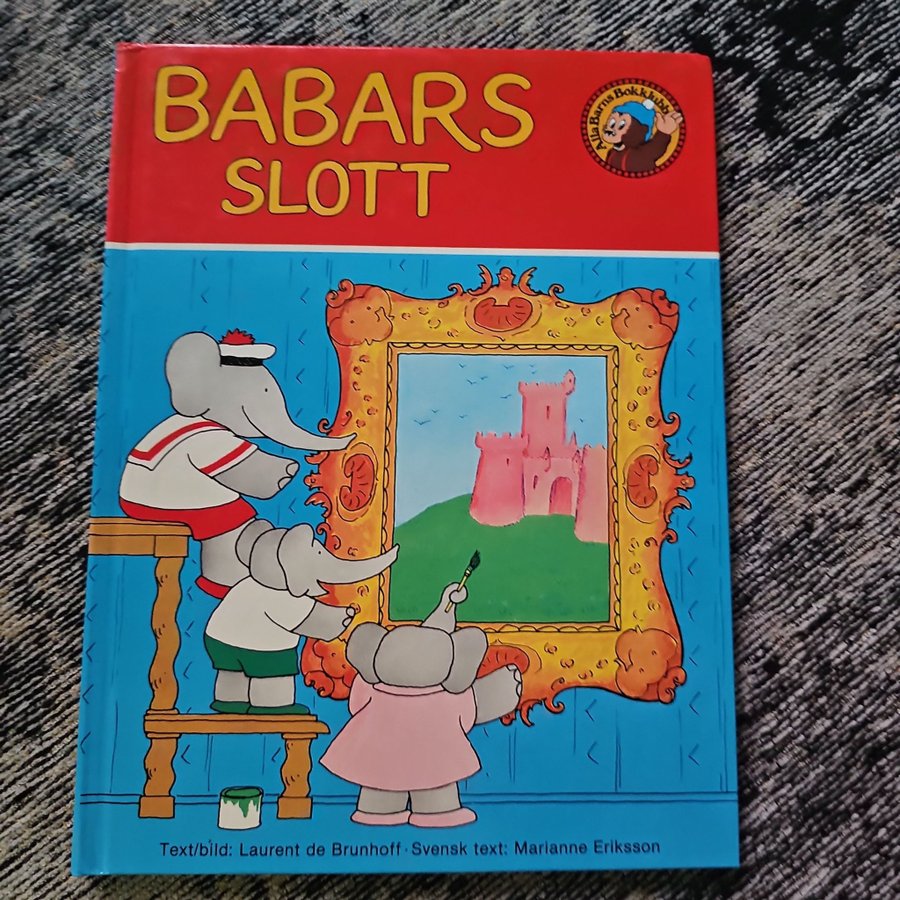 BABARS
SLOTT
Alla Barns Bokklubb
Text/bild: Laurent de Brunhoff · Svensk text: Marianne Eriksson